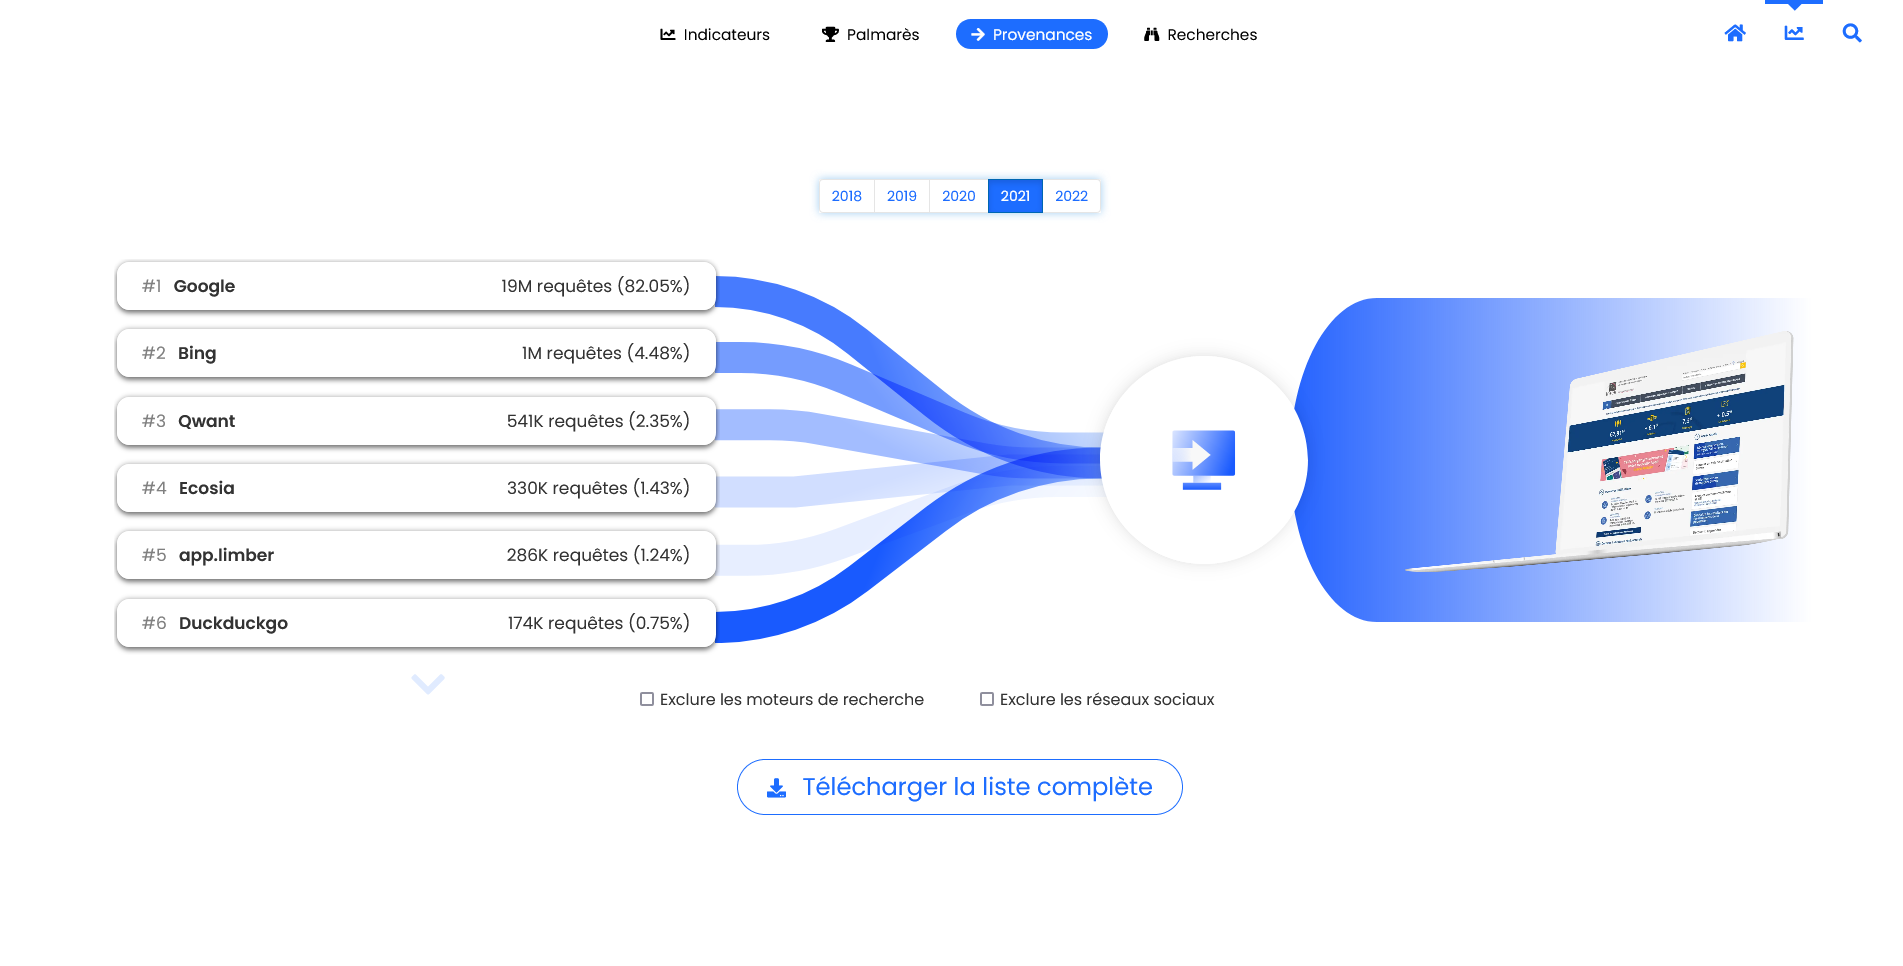 Indicateurs
Palmarès
Provenances
Recherches
2018 2019 2020 2021 2022
#1 Google 19M requêtes (82.05%)
#2 Bing 1M requêtes (4.48%)
#3 Qwant 541K requêtes (2.35%)
#4 Ecosia 330K requêtes (1.43%)
#5 app.limber 286K requêtes (1.24%)
#6 Duckduckgo 174K requêtes (0.75%)
Exclure les moteurs de recherche
Exclure les réseaux sociaux
Télécharger la liste complète